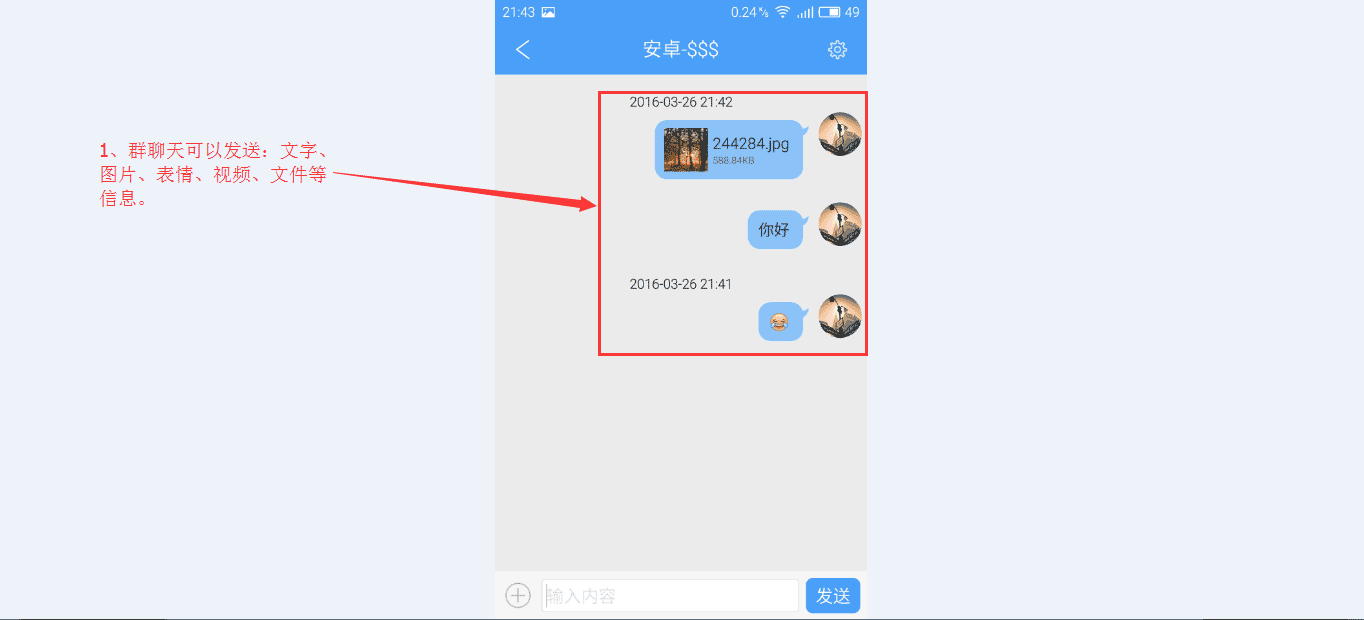 21:43 0.24 ᴷ/s 49
安卓-$$$
1、群聊天可以发送：文字、
图片、表情、视频、文件等
信息。
2016-03-26 21:42
244284.jpg
588.84KB
你好
2016-03-26 21:41
输入内容
发送